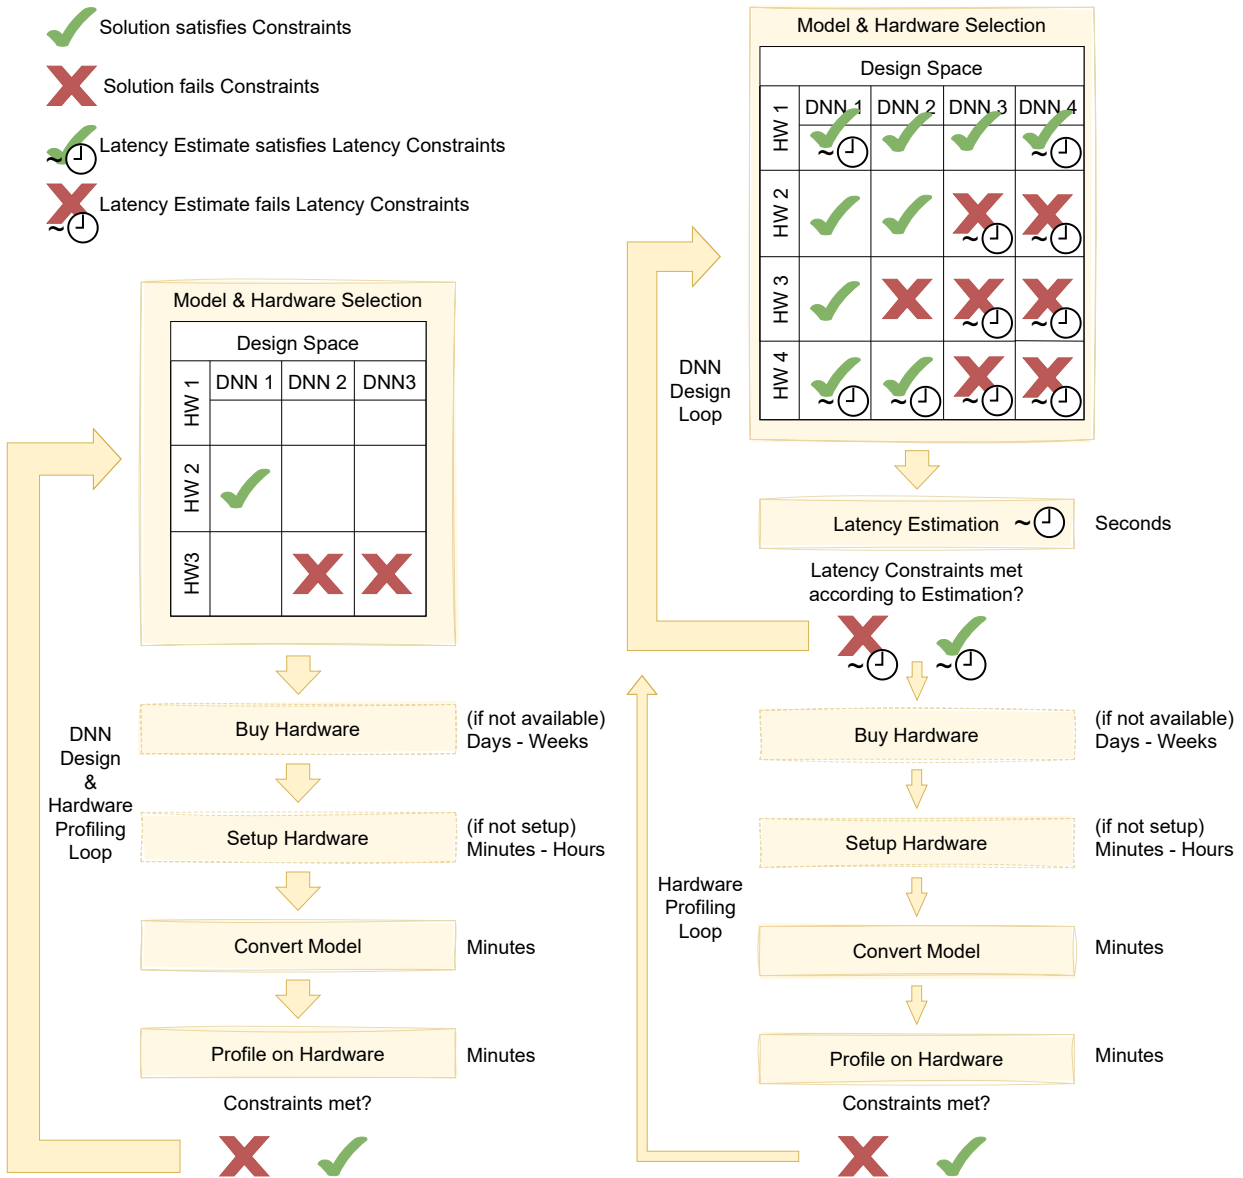 Solution satisfies Constraints
Solution fails Constraints
~ Latency Estimate satisfies Latency Constraints
~ Latency Estimate fails Latency Constraints
Model & Hardware Selection
Design Space
HW 1
DNN 1
DNN 2
DNN3
HW 2
HW3
DNN
Design
&
Hardware
Profiling
Loop
Buy Hardware
(if not available)
Days - Weeks
Setup Hardware
(if not setup)
Minutes - Hours
Convert Model
Minutes
Profile on Hardware
Minutes
Constraints met?
Model & Hardware Selection
Design Space
HW 1
DNN 1
DNN 2
DNN 3
DNN 4
~
~
HW 2
~
~
HW 3
~
~
HW 4
~
~
~
~
DNN
Design
Loop
Latency Estimation ~
Seconds
Latency Constraints met
according to Estimation?
~
~
Buy Hardware
(if not available)
Days - Weeks
Setup Hardware
(if not setup)
Minutes - Hours
Hardware
Profiling
Loop
Convert Model
Minutes
Profile on Hardware
Minutes
Constraints met?